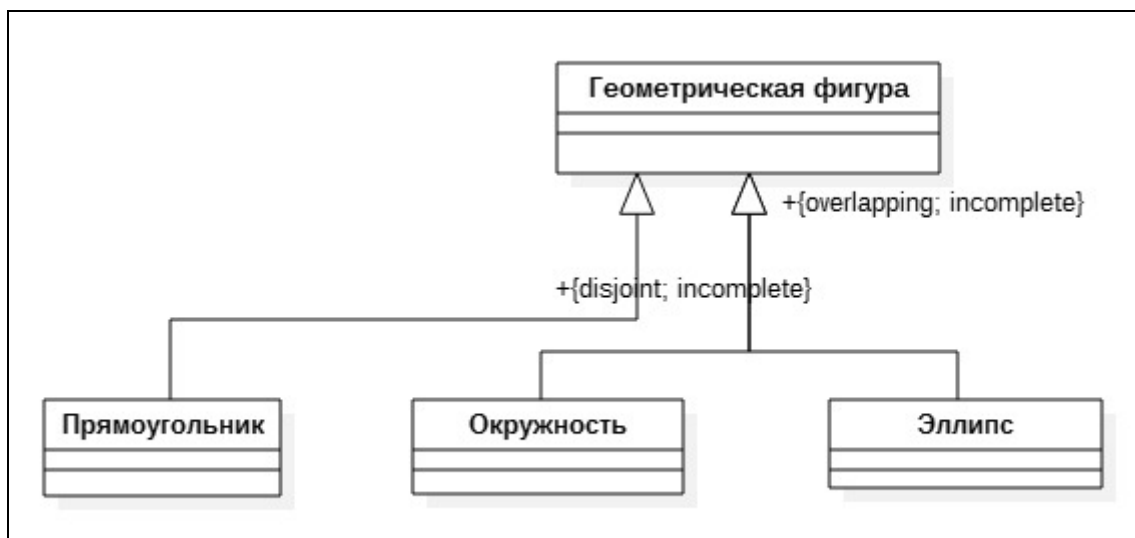 Геометрическая фигура
+{overlapping; incomplete}
+{disjoint; incomplete}
Прямоугольник
Окружность
Эллипс